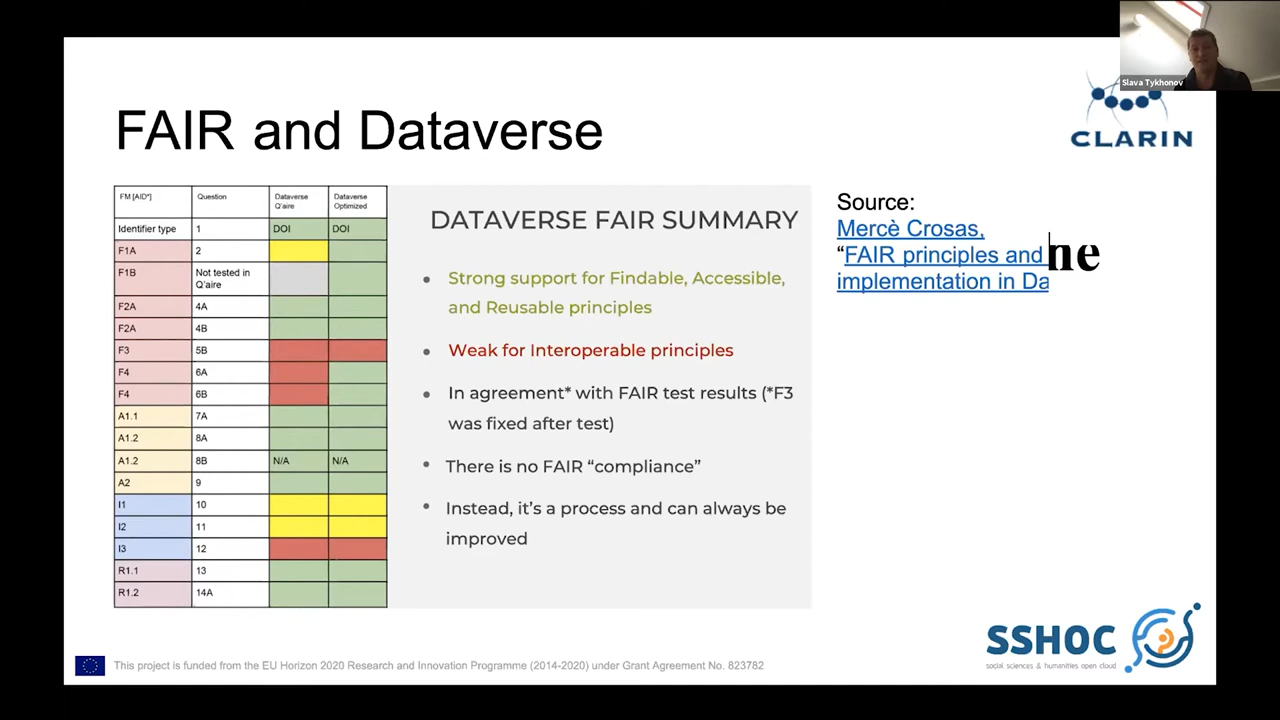 Slava Tykhonov
CLARIN
FAIR and Dataverse
FM [AID*] Question Dataverse Q'aire Dataverse Optimized
Identifier type 1 DOI DOI
F1A 2
F1B Not tested in Q'aire
F2A 4A
F2A 4B
F3 5B
F4 6A
F4 6B
A1.1 7A
A1.2 8A
A1.2 8B N/A N/A
A2 9
I1 10
I2 11
I3 12
R1.1 13
R1.2 14A
DATAVERSE FAIR SUMMARY
• Strong support for Findable, Accessible,
and Reusable principles
• Weak for Interoperable principles
• In agreement* with FAIR test results (*F3
was fixed after test)
• There is no FAIR “compliance”
• Instead, it’s a process and can always be
improved
Source:
Mercè Crosas,
“FAIR principles and
implementation in Da
ne
SSHOC
social sciences & humanities open cloud
This project is funded from the EU Horizon 2020 Research and Innovation Programme (2014-2020) under Grant Agreement No. 823782